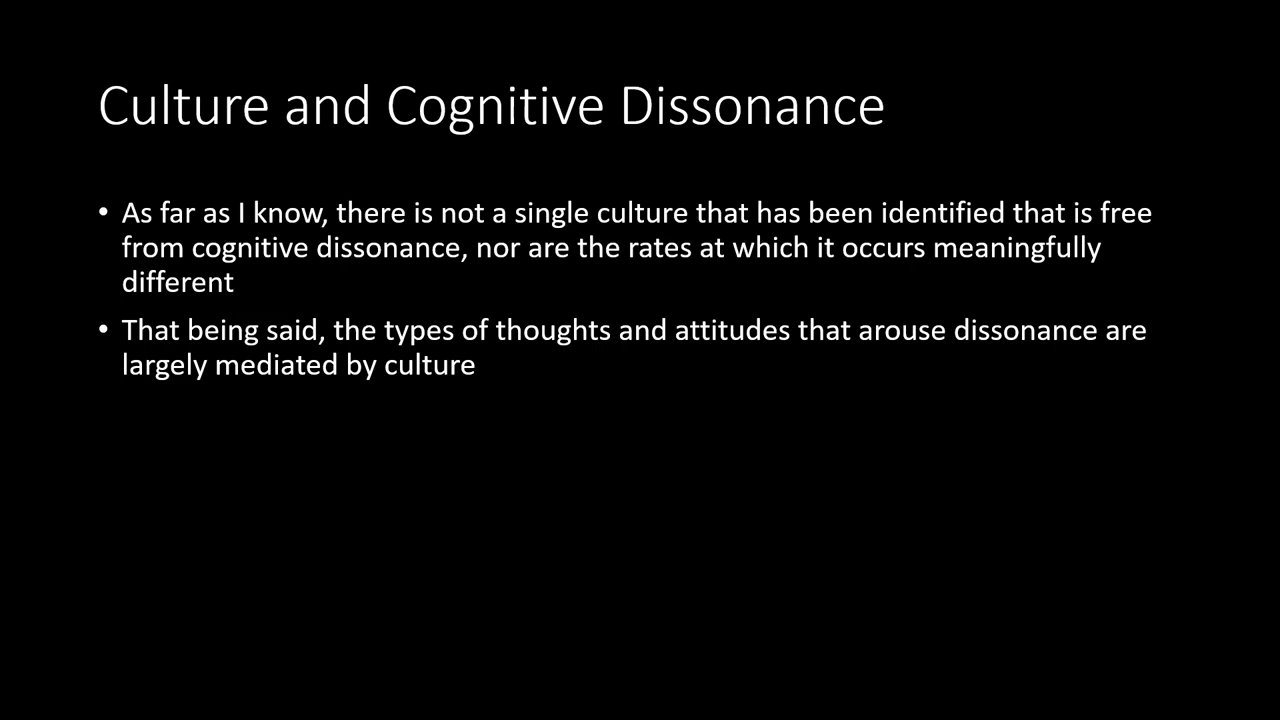 Culture and Cognitive Dissonance
• As far as I know, there is not a single culture that has been identified that is free
from cognitive dissonance, nor are the rates at which it occurs meaningfully
different
• That being said, the types of thoughts and attitudes that arouse dissonance are
largely mediated by culture